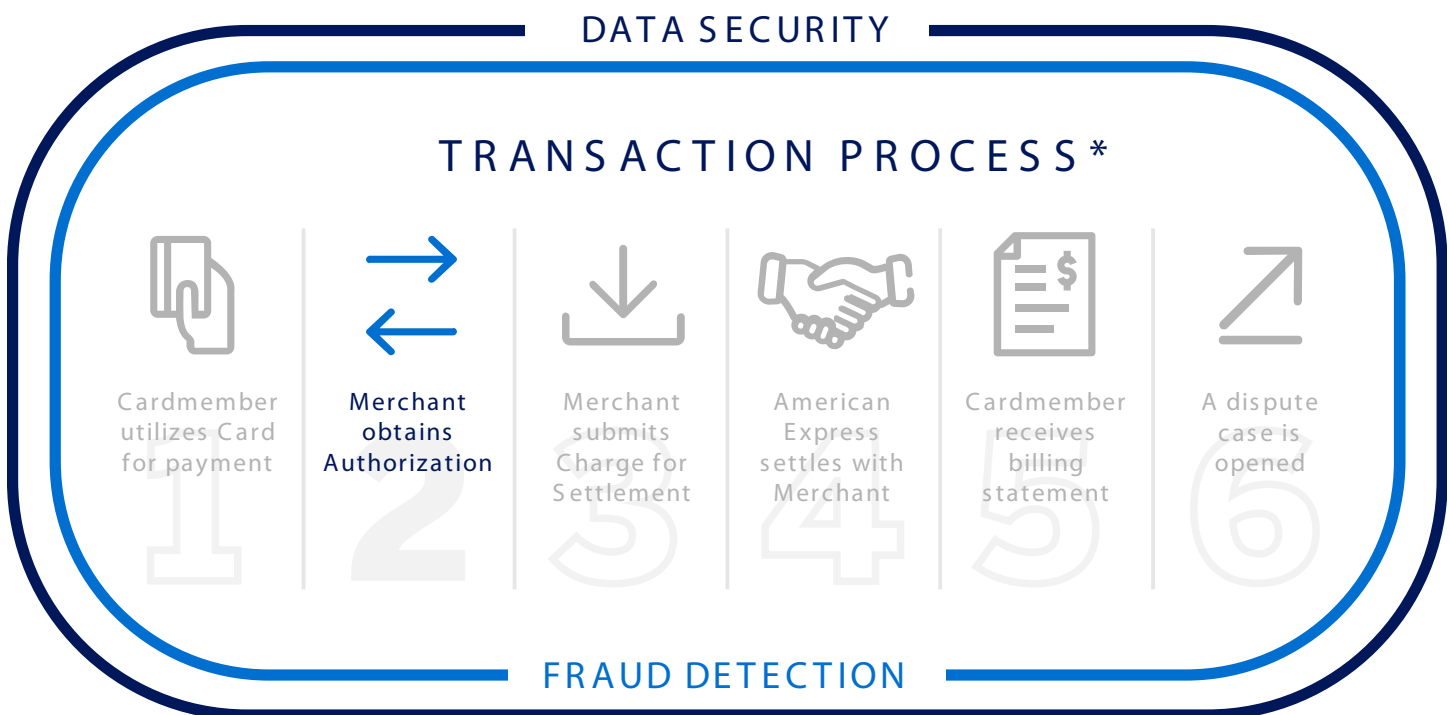 DATA SECURITY
TRANSACTION PROCESS*
$
Cardmember
utilizes Card
for payment
1
Merchant
obtains
Authorization
2
Merchant
submits
Charge for
Settlement
3
American
Express
settles with
Merchant
4
Cardmember
receives
billing
statement
5
A dispute
case is
opened
6
FRAUD DETECTION